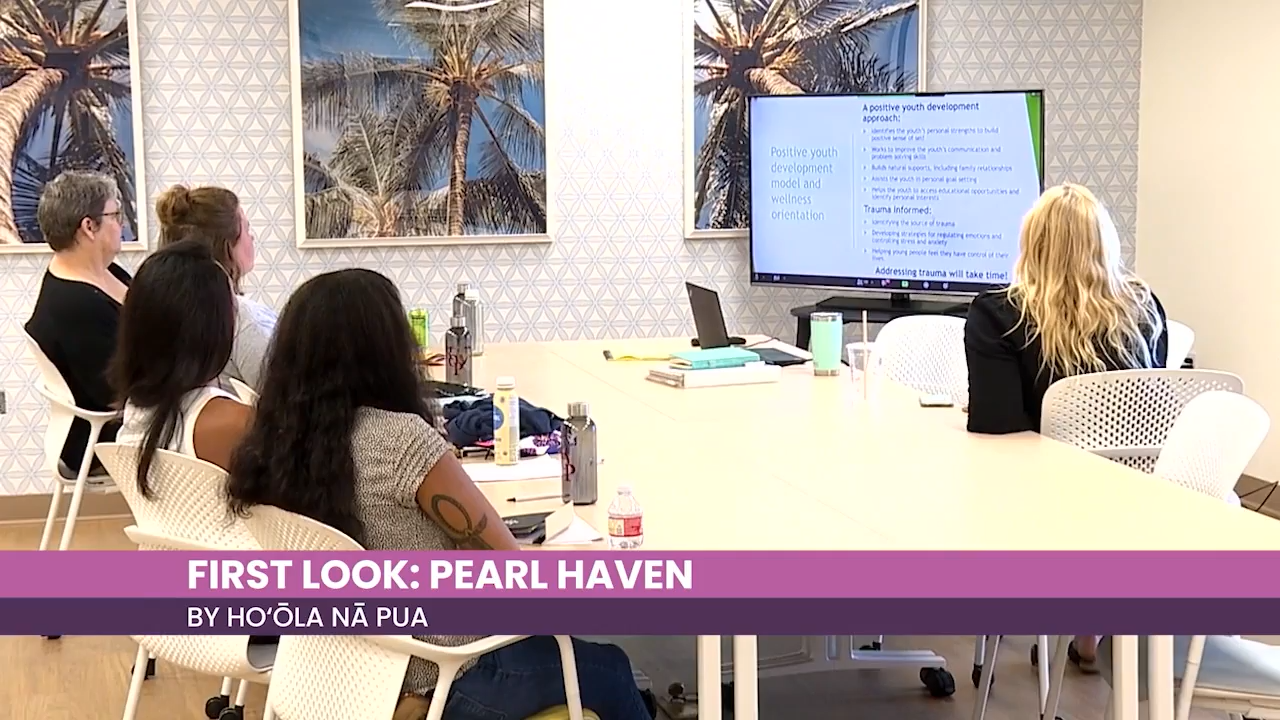 Positive youth
development
model and
wellness
orientation
A positive youth development
approach:
Identifies the youth's personal strengths to build
positive sense of self
Works to improve the youth's communication and
problem solving skills
Builds natural supports, including family relationships
Assists the youth in personal goal setting
Helps the youth to access educational opportunities and
identify personal interests
Trauma Informed:
Identifying the source of trauma
Developing strategies for regulating emotions and
controlling stress and anxiety
Helping young people feel they have control of their
lives.
Addressing trauma will take time!
FIRST LOOK: PEARL HAVEN
BY HOʻŌLA NĀ PUA